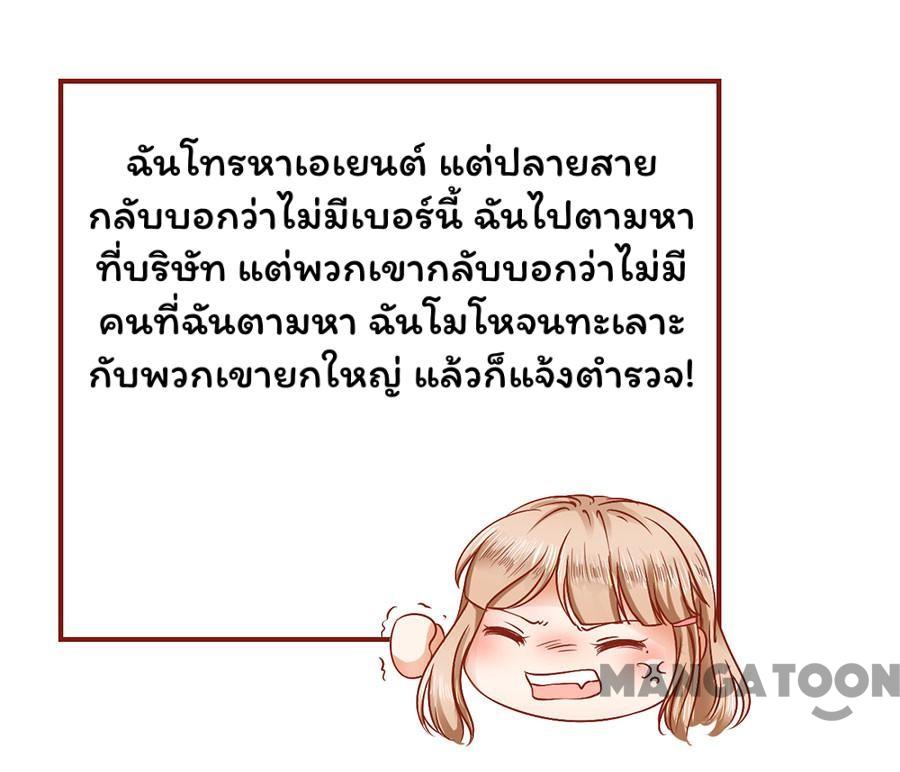 ฉันโทรหาเอเยนต์ แต่ปลายสาย
กลับบอกว่าไม่มีเบอร์นี้ ฉันไปตามหา
ที่บริษัท แต่พวกเขากลับบอกว่าไม่มี
คนที่ฉันตามหา ฉันโมโหจนทะเลาะ
กับพวกเขายกใหญ่ แล้วก็แจ้งตำรวจ!
MANGATOON